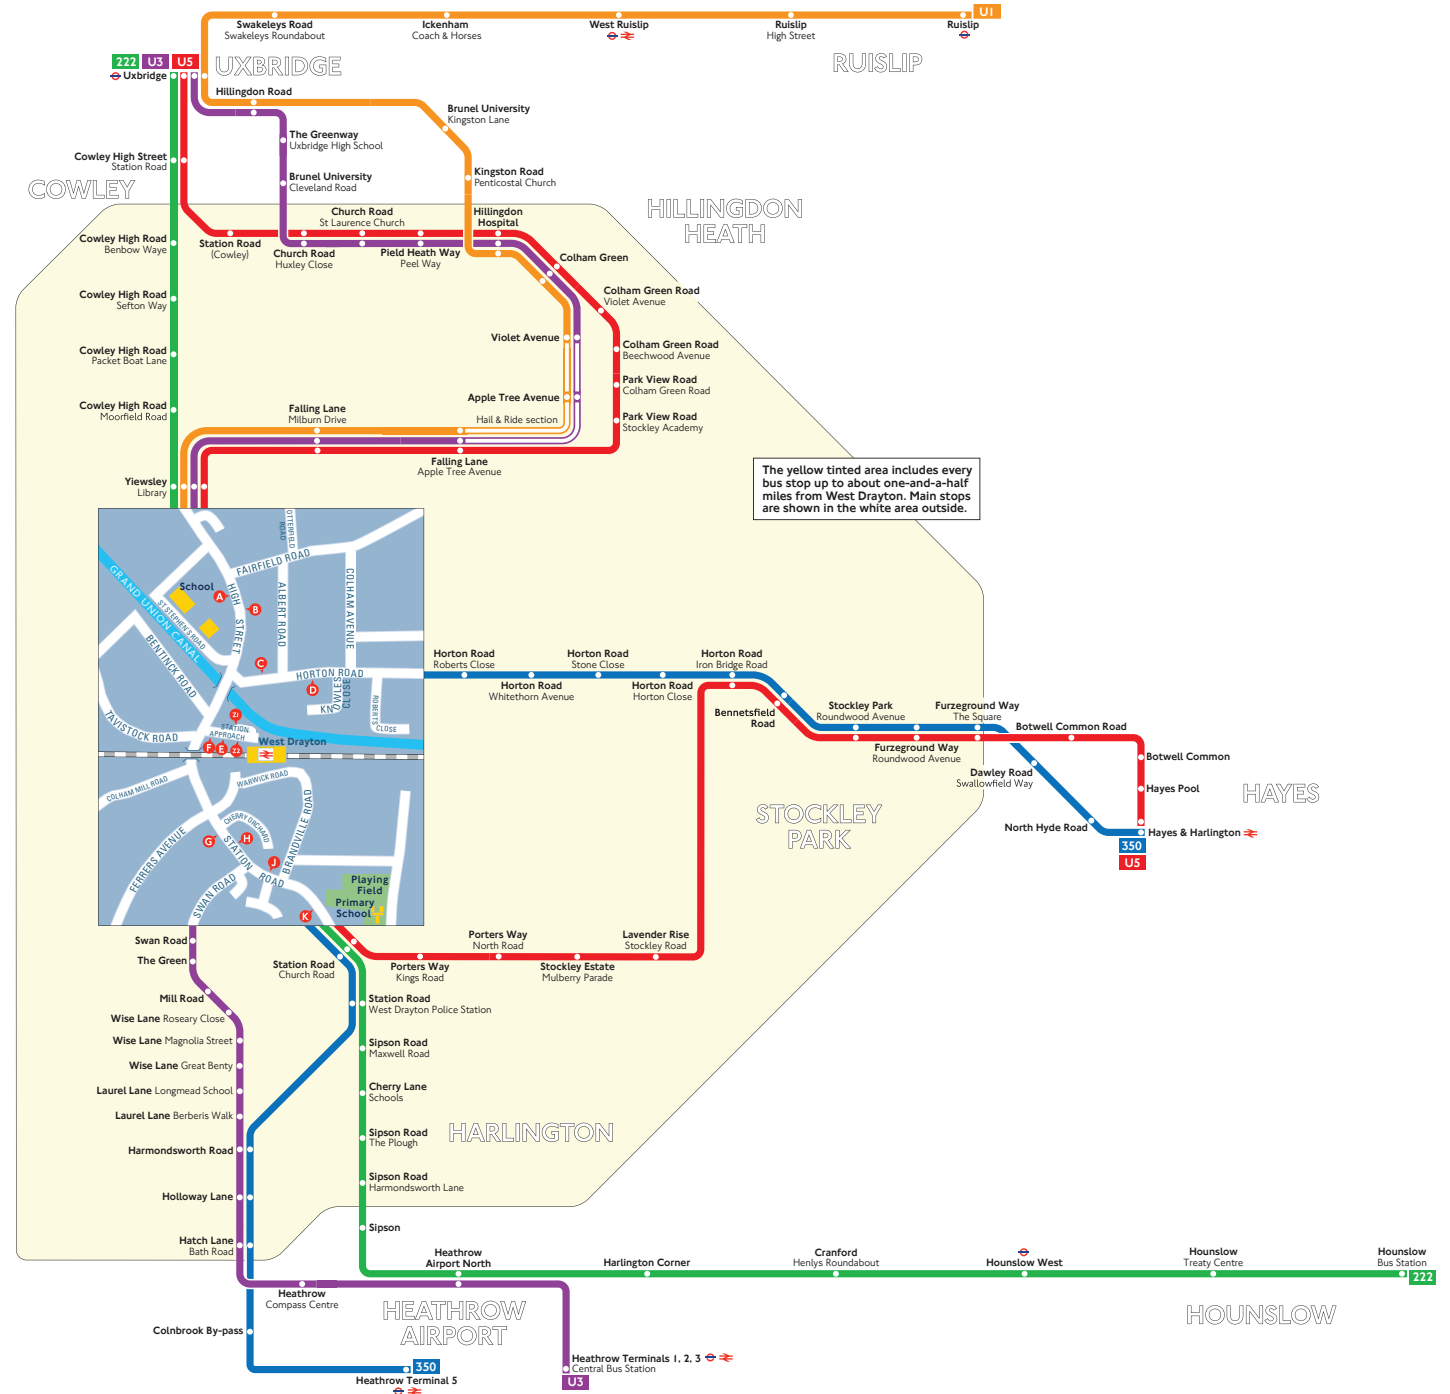 U1
Swakeleys Road
Swakeleys Roundabout
Ickenham
Coach & Horses
West Ruislip
Ruislip
High Street
Ruislip
222
U3
U5
UXBRIDGE
RUISLIP
Uxbridge
Hillingdon Road
Brunel University
Kingston Lane
The Greenway
Uxbridge High School
Cowley High Street
Station Road
Brunel University
Cleveland Road
Kingston Road
Penticostal Church
COWLEY
HILLINGDON
HEATH
Church Road
St Laurence Church
Hillingdon
Hospital
Cowley High Road
Benbow Waye
Station Road
(Cowley)
Church Road
Huxley Close
Pield Heath Way
Peel Way
Colham Green
Cowley High Road
Sefton Way
Colham Green Road
Violet Avenue
Violet Avenue
Colham Green Road
Beechwood Avenue
Cowley High Road
Packet Boat Lane
Park View Road
Colham Green Road
Apple Tree Avenue
Cowley High Road
Moorfield Road
Falling Lane
Milburn Drive
Hail & Ride section
Park View Road
Stockley Academy
Falling Lane
Apple Tree Avenue
Yiewsley
Library
The yellow tinted area includes every
bus stop up to about one-and-a-half
miles from West Drayton. Main stops
are shown in the white area outside.
OTTERFIELD
ROAD
FAIRFIELD ROAD
GRAND UNION CANAL
School
HIGH
STREET
ALBERT ROAD
COLHAM AVENUE
ST. STEPHEN'S ROAD
A
B
BENTINCK ROAD
C
HORTON ROAD
D
KNOWLES
CLOSE
ROBERTS
CLOSE
TAVISTOCK ROAD
Z1
STATION
APPROACH
F
E
Z2
West Drayton
COLHAM MILL ROAD
WARWICK ROAD
CHERRY ORCHARD
BRANDVILLE ROAD
FERRERS AVENUE
G
H
STATION
ROAD
J
SWAN ROAD
K
Playing
Field
Primary
School
Horton Road
Roberts Close
Horton Road
Whitethorn Avenue
Horton Road
Stone Close
Horton Road
Horton Close
Horton Road
Iron Bridge Road
Bennetsfield
Road
Stockley Park
Roundwood Avenue
Furzeground Way
Roundwood Avenue
Furzeground Way
The Square
Botwell Common Road
Botwell Common
Dawley Road
Swallowfield Way
Hayes Pool
HAYES
North Hyde Road
Hayes & Harlington
350
U5
STOCKLEY
PARK
Swan Road
The Green
Mill Road
Wise Lane Roseary Close
Wise Lane Magnolia Street
Wise Lane Great Benty
Laurel Lane Longmead School
Laurel Lane Berberis Walk
Harmondsworth Road
Holloway Lane
Hatch Lane
Bath Road
Station Road
Church Road
Porters Way
Kings Road
Porters Way
North Road
Stockley Estate
Mulberry Parade
Lavender Rise
Stockley Road
Station Road
West Drayton Police Station
Sipson Road
Maxwell Road
Cherry Lane
Schools
Sipson Road
The Plough
HARLINGTON
Sipson Road
Harmondsworth Lane
Sipson
Heathrow
Airport North
Harlington Corner
Cranford
Henlys Roundabout
Hounslow West
Hounslow
Treaty Centre
Hounslow
Bus Station
222
Heathrow
Compass Centre
HEATHROW
AIRPORT
HOUNSLOW
Colnbrook By-pass
350
Heathrow Terminal 5
Heathrow Terminals 1, 2, 3
Central Bus Station
U3